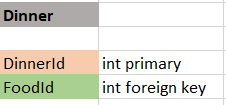 Dinner
DinnerId int primary
FoodId int foreign key